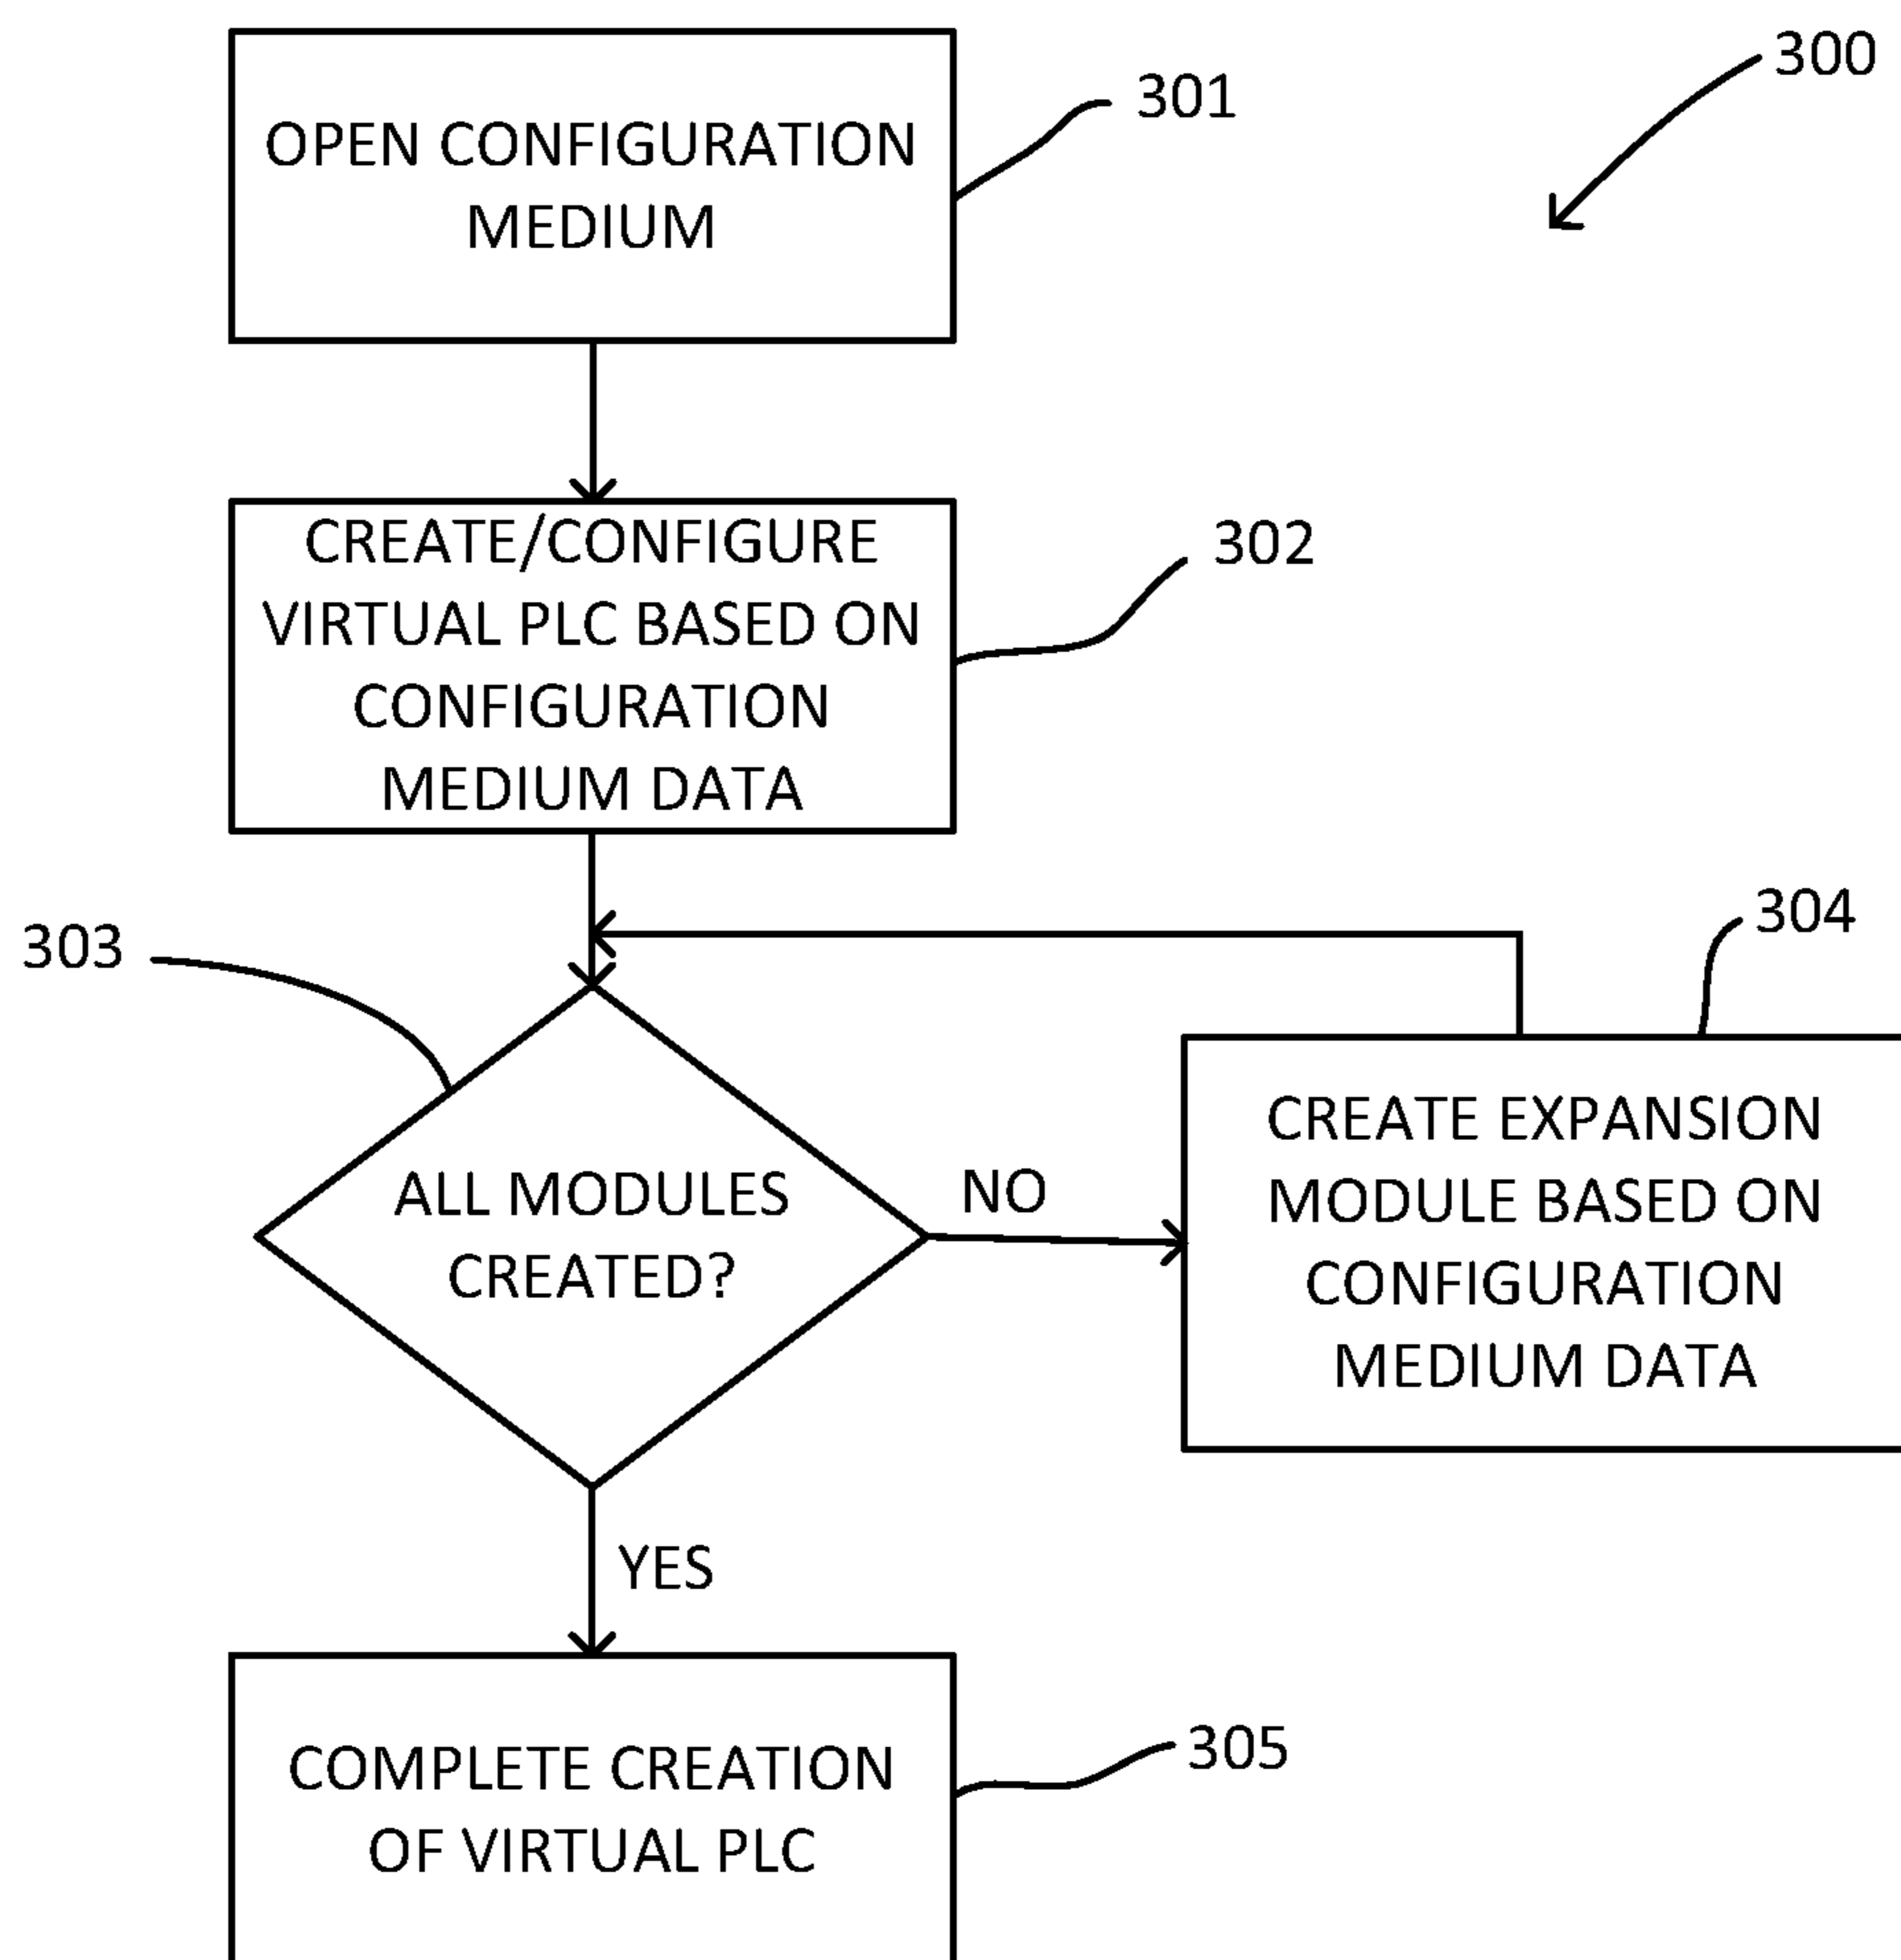 300
301
OPEN CONFIGURATION
MEDIUM
302
CREATE/CONFIGURE
VIRTUAL PLC BASED ON
CONFIGURATION
MEDIUM DATA
303
ALL MODULES
CREATED?
NO
304
CREATE EXPANSION
MODULE BASED ON
CONFIGURATION
MEDIUM DATA
YES
305
COMPLETE CREATION
OF VIRTUAL PLC